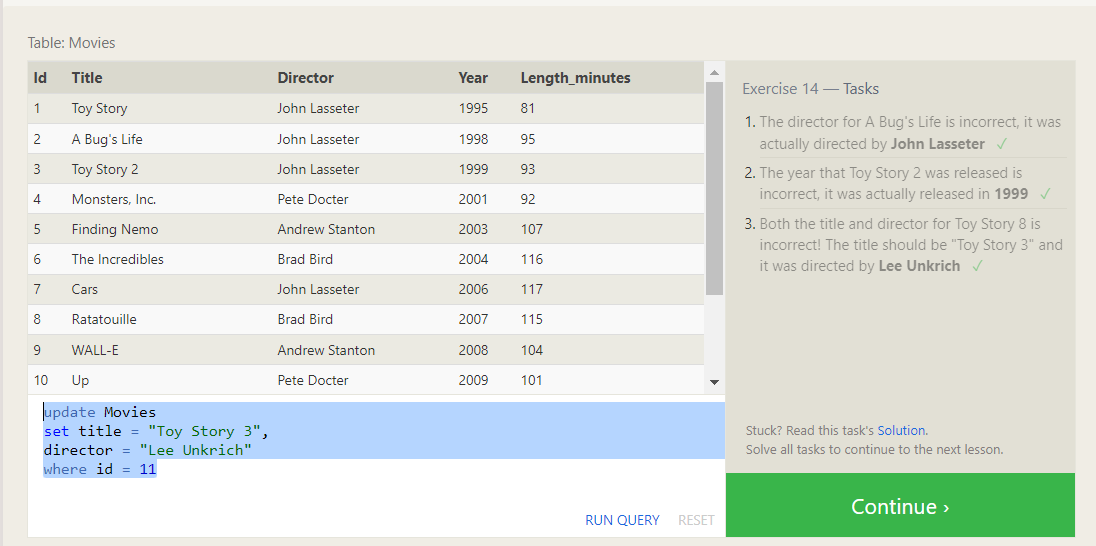 Table: Movies
Id Title Director Year Length_minutes
1 Toy Story John Lasseter 1995 81
2 A Bug's Life John Lasseter 1998 95
3 Toy Story 2 John Lasseter 1999 93
4 Monsters, Inc. Pete Docter 2001 92
5 Finding Nemo Andrew Stanton 2003 107
6 The Incredibles Brad Bird 2004 116
7 Cars John Lasseter 2006 117
8 Ratatouille Brad Bird 2007 115
9 WALL-E Andrew Stanton 2008 104
10 Up Pete Docter 2009 101
update Movies
set title = "Toy Story 3",
director = "Lee Unkrich"
where id = 11
RUN QUERY RESET
Exercise 14 — Tasks
1. The director for A Bug's Life is incorrect, it was
actually directed by John Lasseter ✓
2. The year that Toy Story 2 was released is
incorrect, it was actually released in 1999 ✓
3. Both the title and director for Toy Story 8 is
incorrect! The title should be "Toy Story 3" and
it was directed by Lee Unkrich ✓
Stuck? Read this task's Solution.
Solve all tasks to continue to the next lesson.
Continue ›